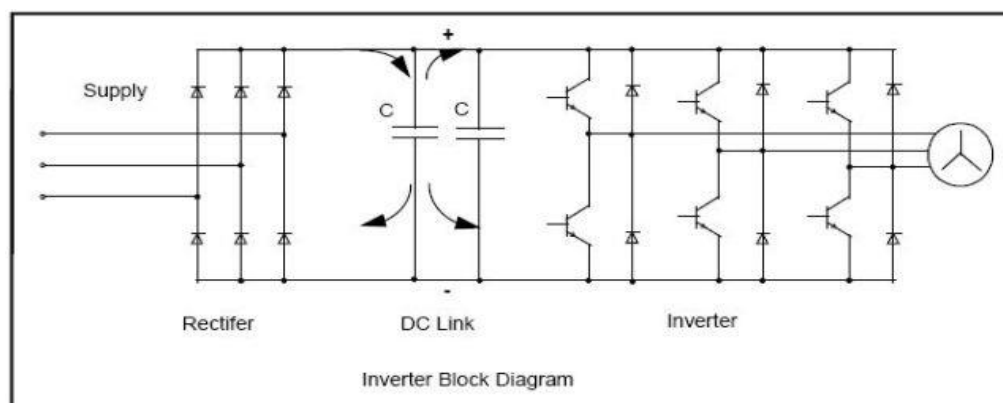 +
Supply
C
C
-
Rectifer
DC Link
Inverter
Inverter Block Diagram